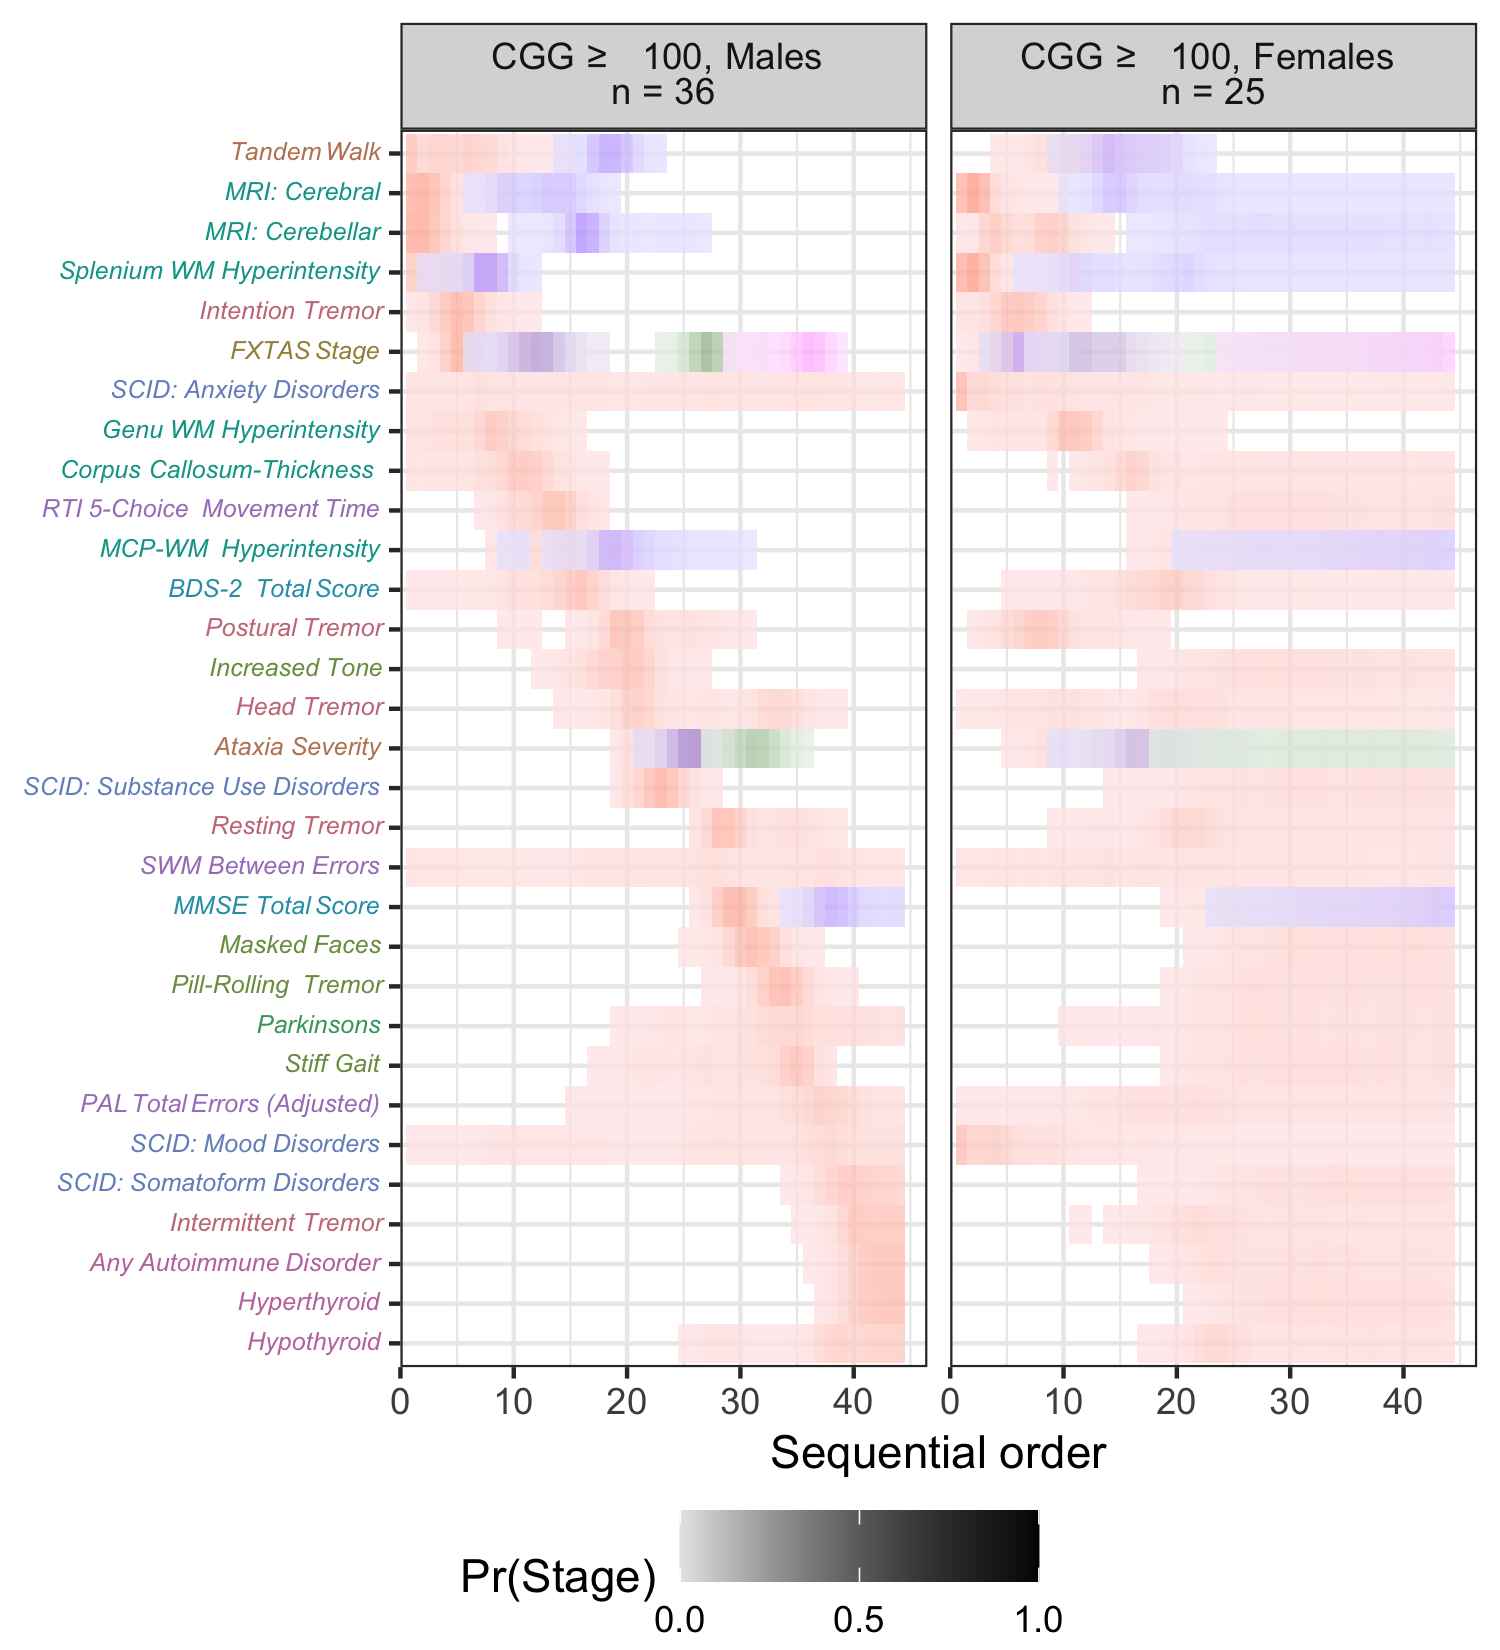 CGG ≥ 100, Males
n = 36
CGG ≥ 100, Females
n = 25
Tandem Walk
MRI: Cerebral
MRI: Cerebellar
Splenium WM Hyperintensity
Intention Tremor
FXTAS Stage
SCID: Anxiety Disorders
Genu WM Hyperintensity
Corpus Callosum-Thickness
RTI 5-Choice Movement Time
MCP-WM Hyperintensity
BDS-2 Total Score
Postural Tremor
Increased Tone
Head Tremor
Ataxia Severity
SCID: Substance Use Disorders
Resting Tremor
SWM Between Errors
MMSE Total Score
Masked Faces
Pill-Rolling Tremor
Parkinsons
Stiff Gait
PAL Total Errors (Adjusted)
SCID: Mood Disorders
SCID: Somatoform Disorders
Intermittent Tremor
Any Autoimmune Disorder
Hyperthyroid
Hypothyroid
0 10 20 30 40 0 10 20 30 40
Sequential order
Pr(Stage)
0.0 0.5 1.0